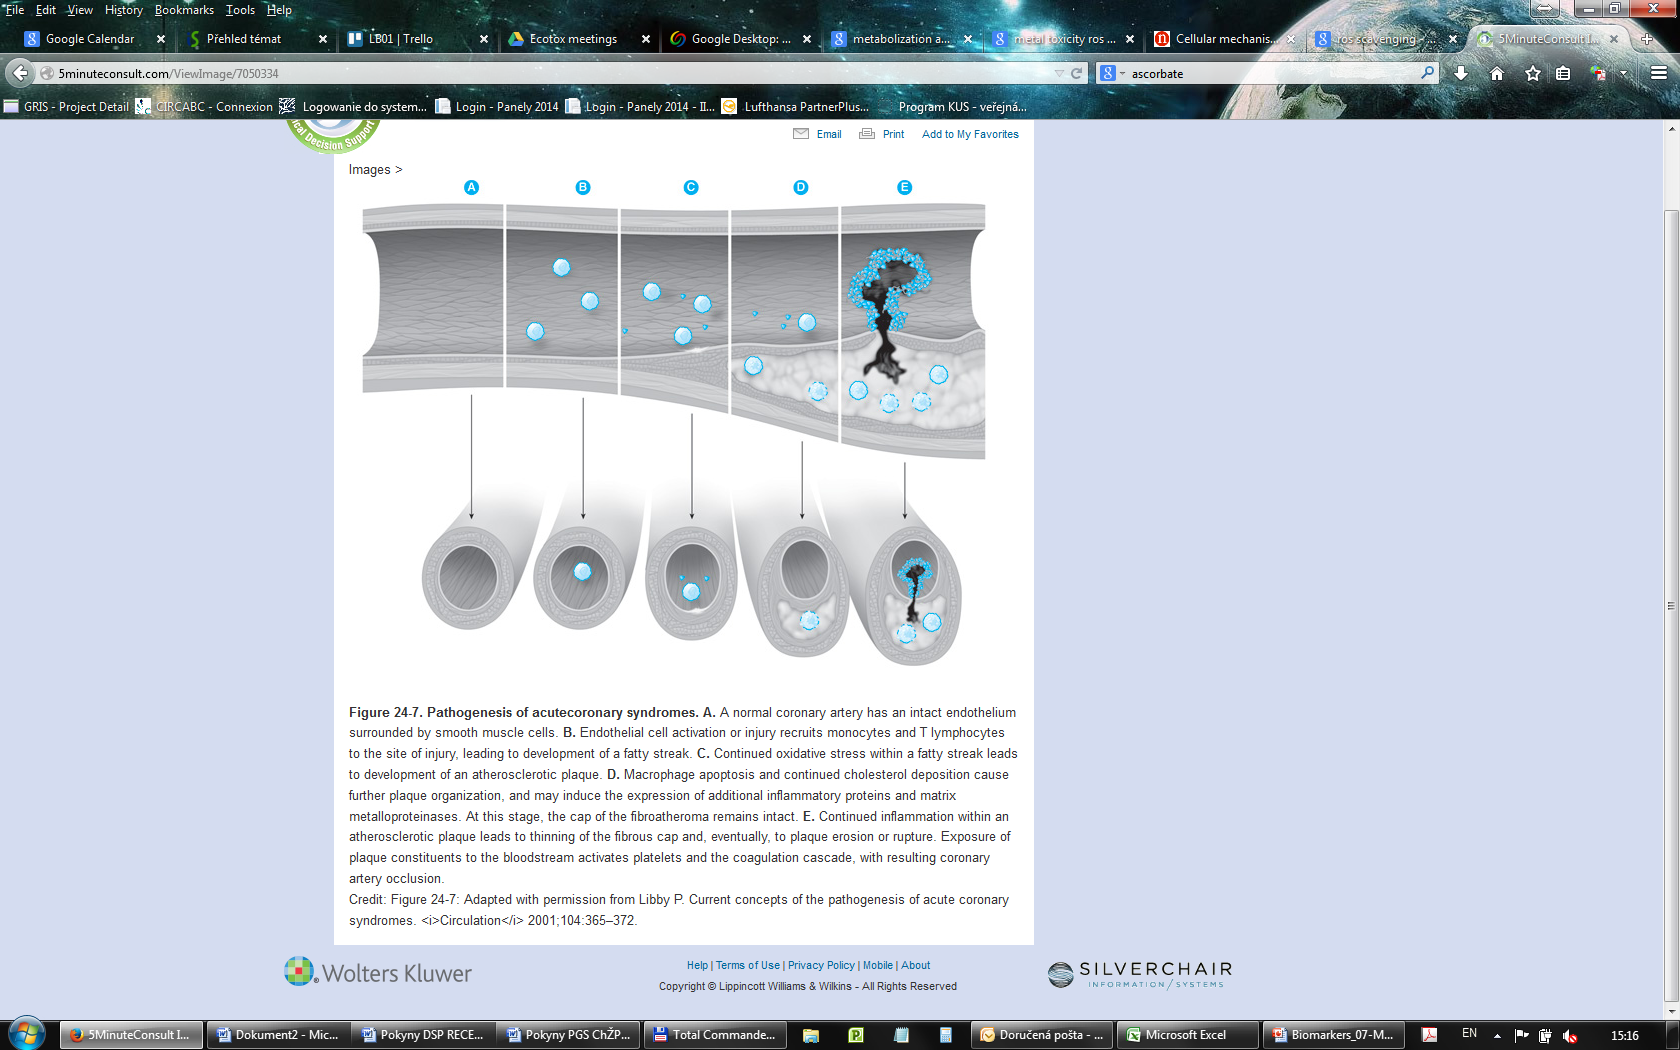 File Edit View History Bookmarks Tools Help
Google Calendar
Přehled témat
LB01 | Trello
Ecotox meetings
Google Desktop: ...
metabolization a...
metal toxicity ros ...
Cellular mechanis...
ros scavenging - ...
5MinuteConsult I...
5minuteconsult.com/ViewImage/7050334
ascorbate
GRIS - Project Detail
CIRCABC - Connexion
Logowanie do system...
Login - Panely 2014
Login - Panely 2014 - II...
Lufthansa PartnerPlus...
Program KUS - veřejná...
ical Decision Support
Email Print Add to My Favorites
Images >
A B C D E
Figure 24-7. Pathogenesis of acutecoronary syndromes. A. A normal coronary artery has an intact endothelium
surrounded by smooth muscle cells. B. Endothelial cell activation or injury recruits monocytes and T lymphocytes
to the site of injury, leading to development of a fatty streak. C. Continued oxidative stress within a fatty streak leads
to development of an atherosclerotic plaque. D. Macrophage apoptosis and continued cholesterol deposition cause
further plaque organization, and may induce the expression of additional inflammatory proteins and matrix
metalloproteinases. At this stage, the cap of the fibroatheroma remains intact. E. Continued inflammation within an
atherosclerotic plaque leads to thinning of the fibrous cap and, eventually, to plaque erosion or rupture. Exposure of
plaque constituents to the bloodstream activates platelets and the coagulation cascade, with resulting coronary
artery occlusion.
Credit: Figure 24-7: Adapted with permission from Libby P. Current concepts of the pathogenesis of acute coronary
syndromes. <i>Circulation</i> 2001;104:365–372.
Wolters Kluwer
Help | Terms of Use | Privacy Policy | Mobile | About
Copyright © Lippincott Williams & Wilkins - All Rights Reserved
SILVERCHAIR
INFORMATION / SYSTEMS
5MinuteConsult I...
Dokument2 - Mic...
Pokyny DSP RECE...
Pokyny PGS ChŽP...
Total Commande...
Doručená pošta - ...
Microsoft Excel
Biomarkers_07-M...
EN
15:16